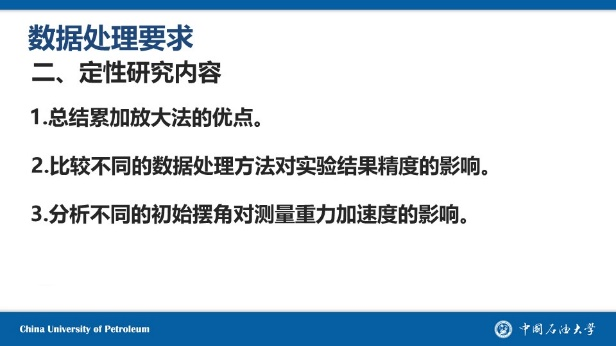 数据处理要求
二、定性研究内容
1.总结累加放大法的优点。
2.比较不同的数据处理方法对实验结果精度的影响。
3.分析不同的初始摆角对测量重力加速度的影响。
China University of Petroleum
中国石油大学